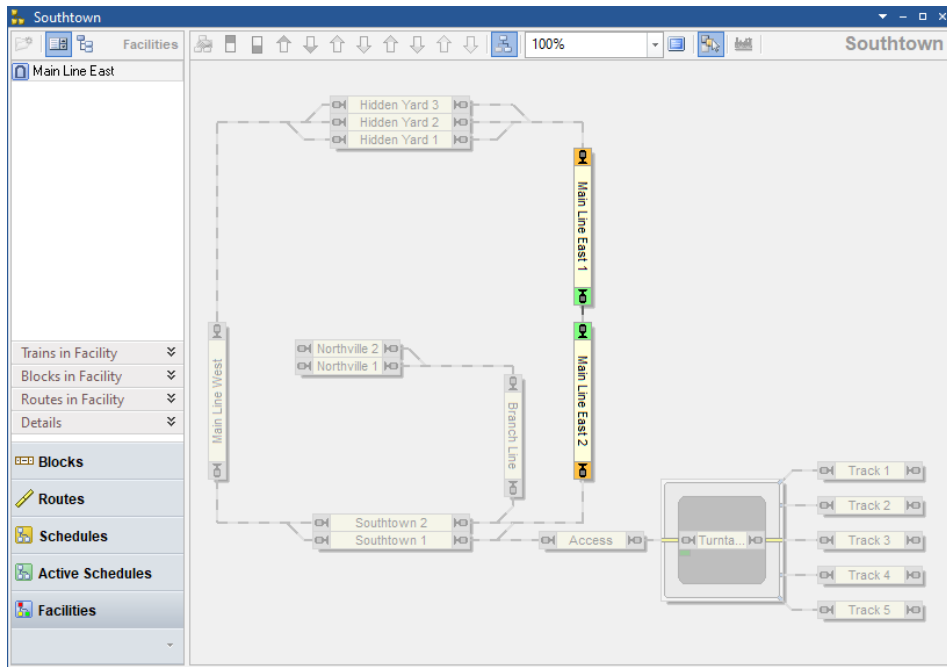 Southtown
Facilities
100%
Southtown
Main Line East
Hidden Yard 3
Hidden Yard 2
Hidden Yard 1
Main Line East 1
Northville 2
Northville 1
Main Line West
Branch Line
Main Line East 2
Trains in Facility
Blocks in Facility
Routes in Facility
Details
Blocks
Routes
Schedules
Active Schedules
Facilities
Southtown 2
Southtown 1
Access
Turnta...
Track 1
Track 2
Track 3
Track 4
Track 5